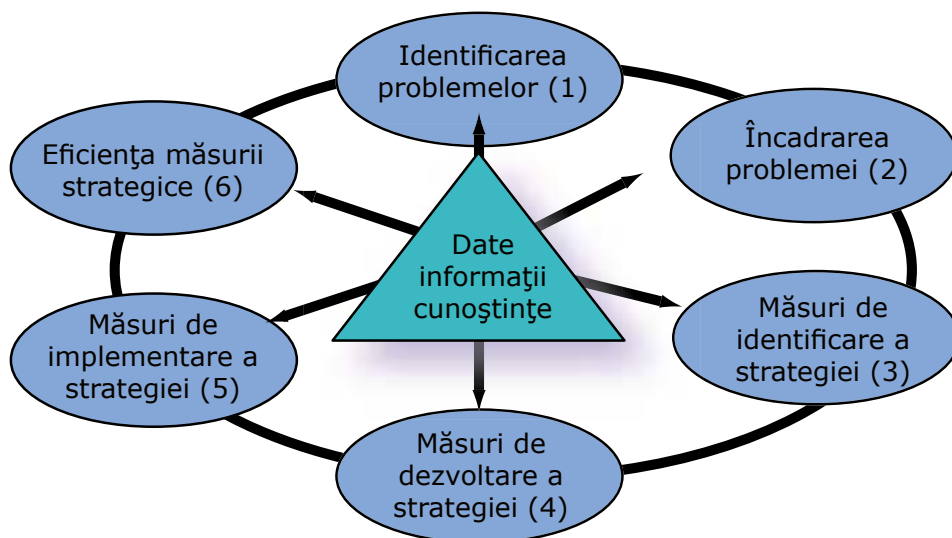 Identificarea
problemelor (1)
Încadrarea
problemei (2)
Măsuri de
identificare a
strategiei (3)
Măsuri de
dezvoltare a
strategiei (4)
Măsuri de
implementare a
strategiei (5)
Eficienţa măsurii
strategice (6)
Date
informaţii
cunoştinţe